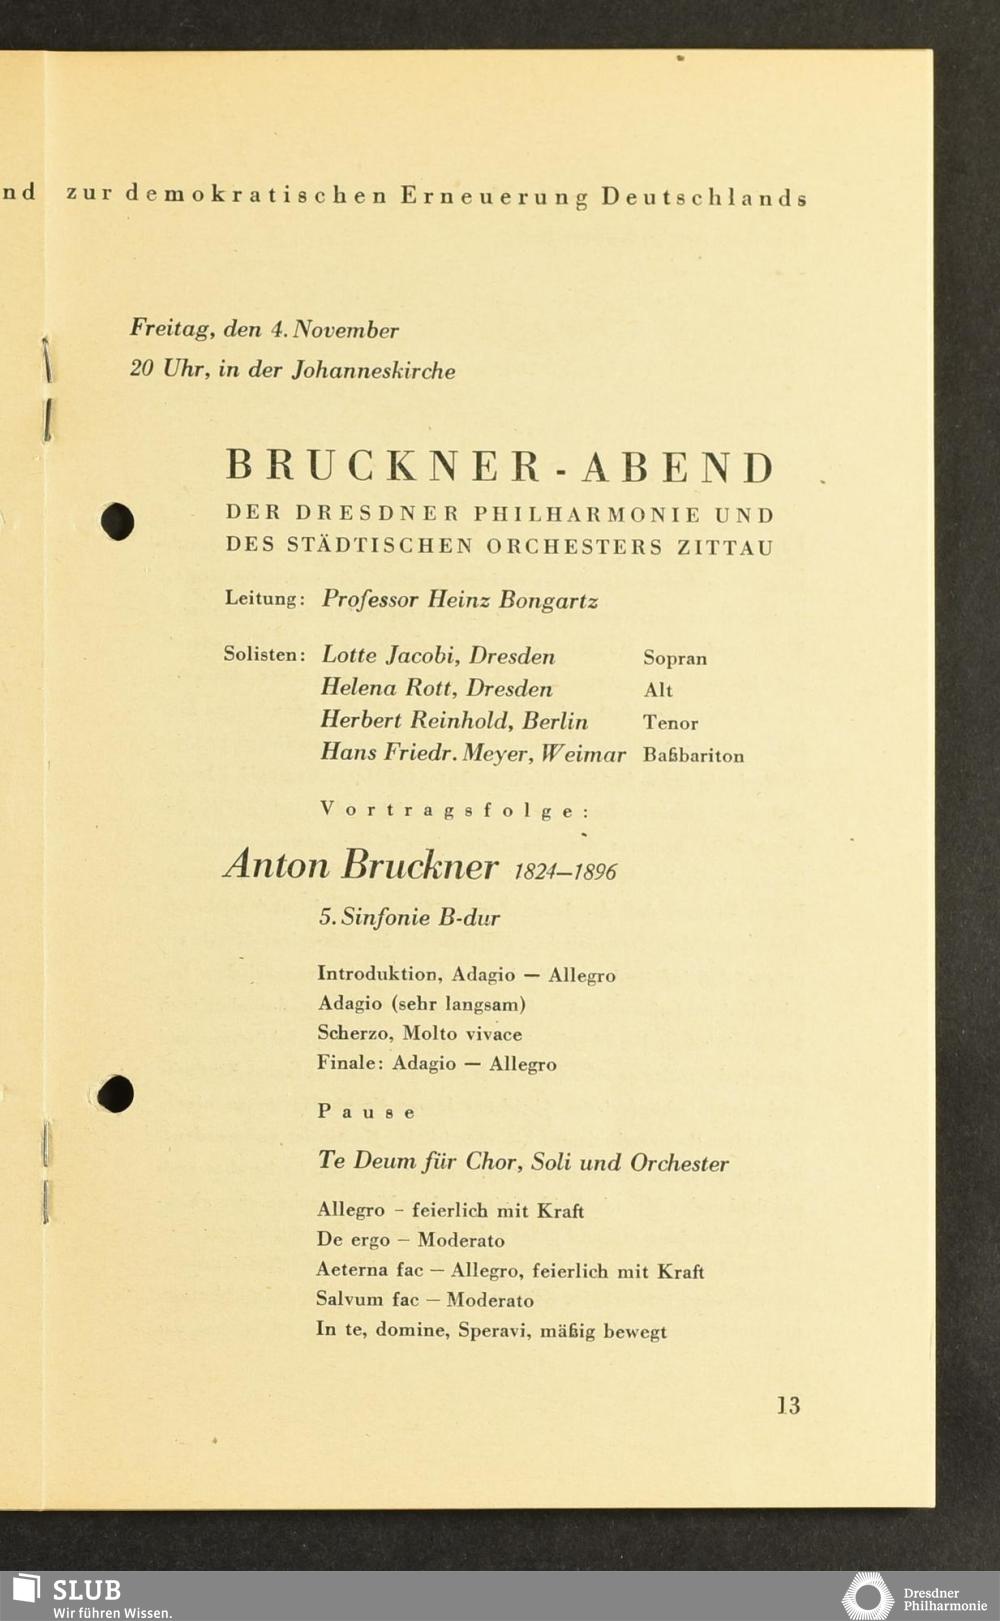 nd zur demokratischen Erneuerung Deutschlands
Freitag, den 4. November
20 Uhr, in der Johanneskirche
BRUCKNER-ABEND
DER DRESDNER PHILHARMONIE UND
DES STÄDTISCHEN ORCHESTERS ZITTAU
Leitung: Professor Heinz Bongartz
Solisten: Lotte Jacobi, Dresden Sopran
Helena Rott, Dresden Alt
Herbert Reinhold, Berlin Tenor
Hans Friedr. Meyer, Weimar Baßbariton
Vortragsfolge:
Anton Bruckner 1824–1896
5. Sinfonie B-dur
Introduktion, Adagio — Allegro
Adagio (sehr langsam)
Scherzo, Molto vivace
Finale: Adagio — Allegro
Pause
Te Deum für Chor, Soli und Orchester
Allegro - feierlich mit Kraft
De ergo — Moderato
Aeterna fac — Allegro, feierlich mit Kraft
Salvum fac — Moderato
In te, domine, Speravi, mäßig bewegt
13
SLUB
Wir führen Wissen.
Dresdner
Philharmonie